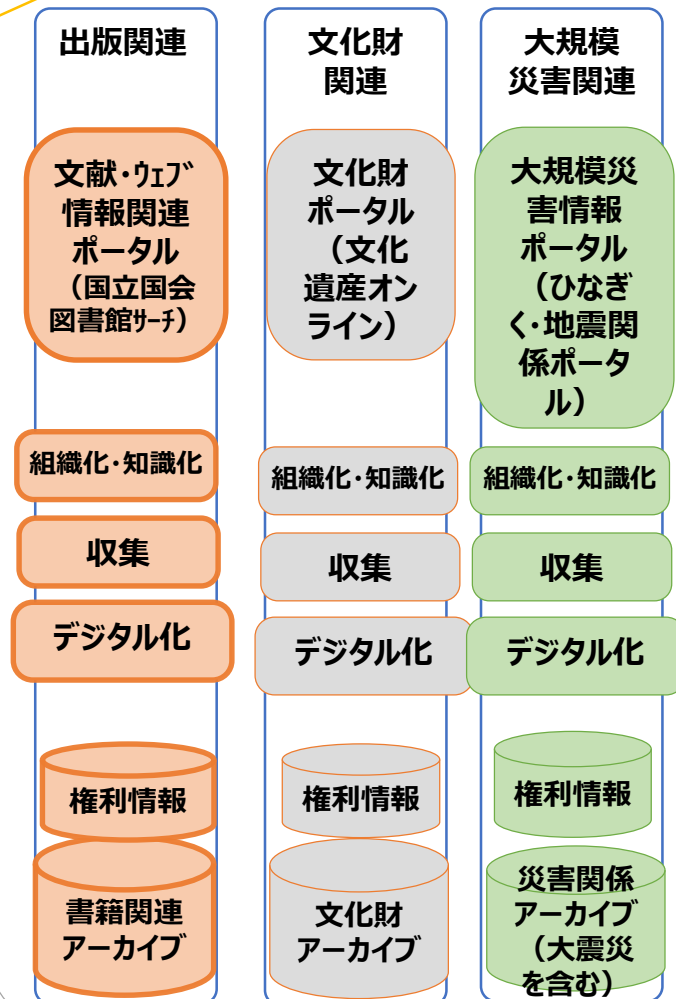 出版関連
文献・ウェブ
情報関連
ポータル
（国立国会
図書館サーチ）
組織化・知識化
収集
デジタル化
権利情報
書籍関連
アーカイブ
文化財
関連
文化財
ポータル
（文化
遺産オン
ライン）
組織化・知識化
収集
デジタル化
権利情報
文化財
アーカイブ
大規模
災害関連
大規模災
害情報
ポータル
（ひなぎ
く・地震関
係ポータ
ル）
組織化・知識化
収集
デジタル化
権利情報
災害関係
アーカイブ
（大震災
を含む）